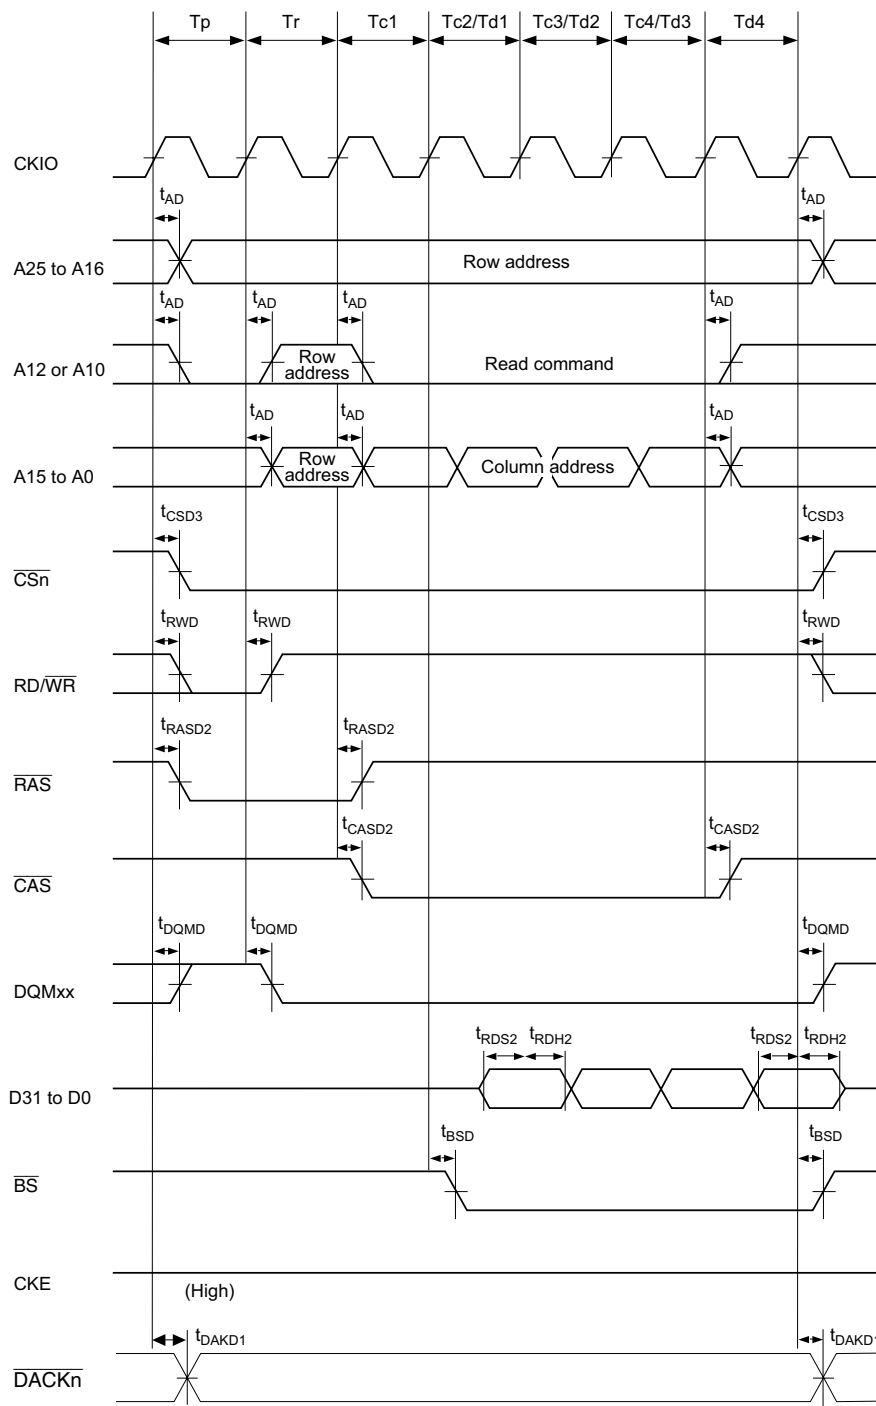 Tp Tr Tc1 Tc2/Td1 Tc3/Td2 Tc4/Td3 Td4
CKIO
tAD tAD
A25 to A16 Row address
tAD tAD tAD tAD
A12 or A10 Row address Read command
tAD tAD tAD
A15 to A0 Row address Column address
tCSD3 tCSD3
CSn
tRWD tRWD tRWD
RD/WR
tRASD2 tRASD2
RAS
tCASD2 tCASD2
CAS
tDQMD tDQMD tDQMD
DQMxx
tRDS2 tRDH2 tRDS2 tRDH2
D31 to D0
tBSD tBSD
BS
CKE
(High)
tDAKD1 tDAKD1
DACKn